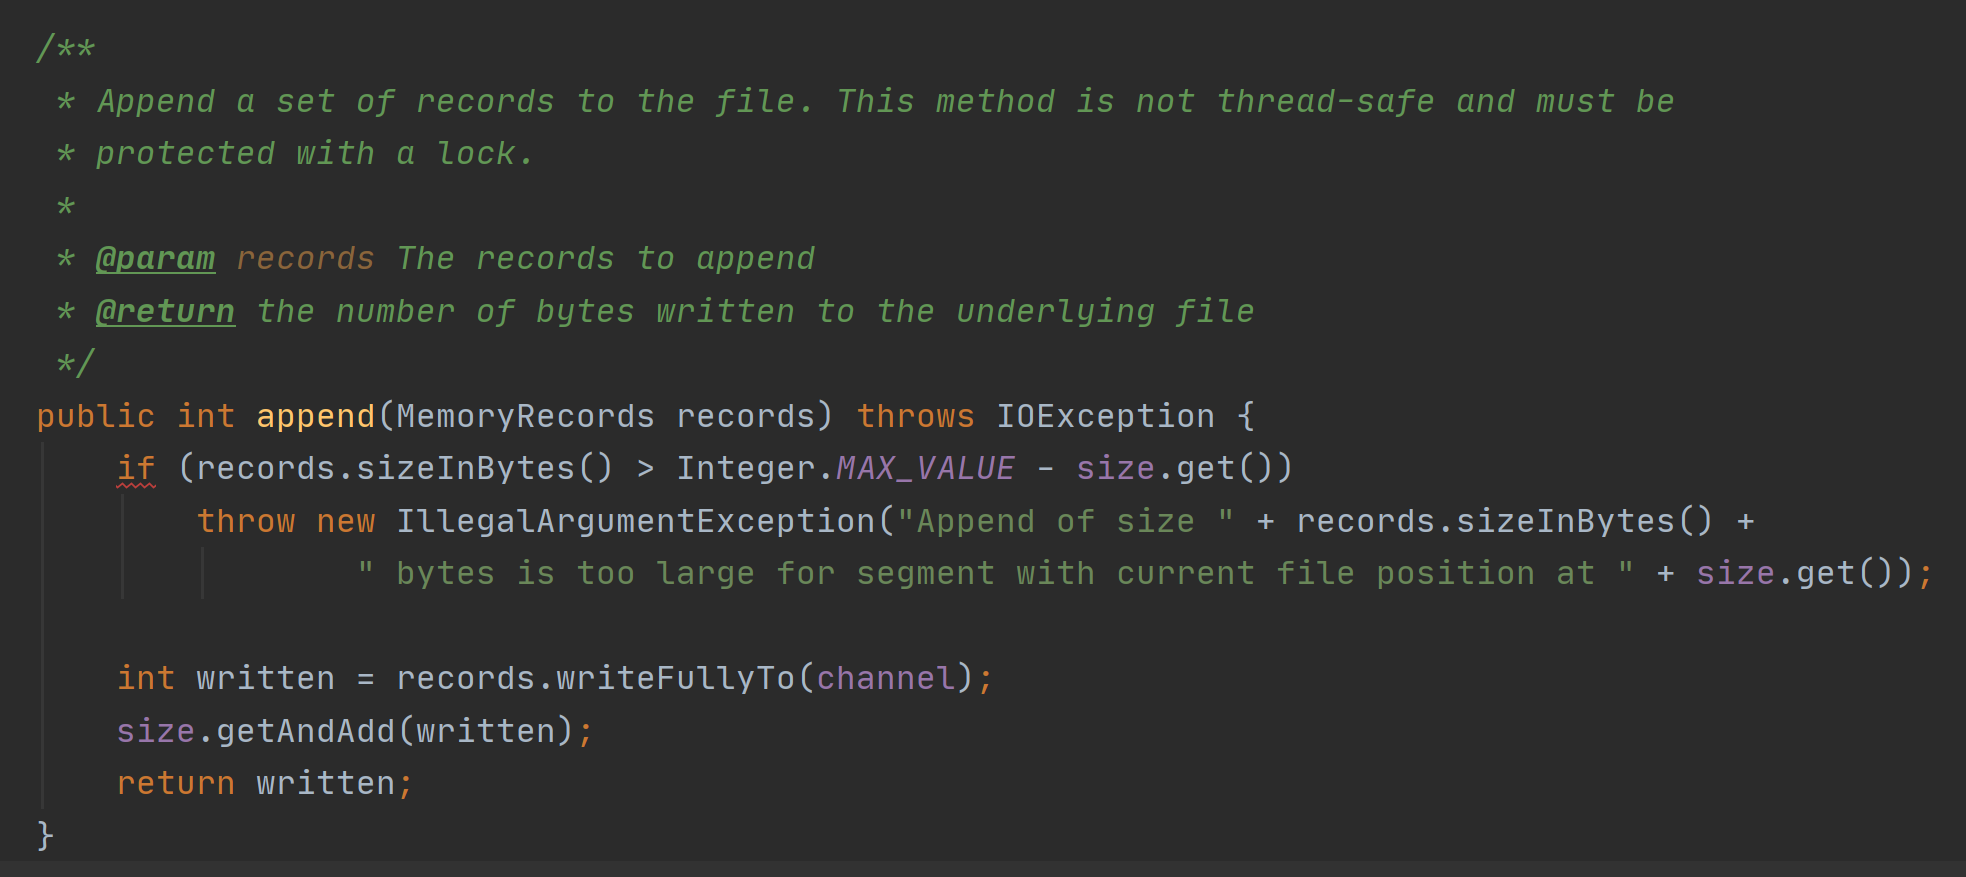 /**
 * Append a set of records to the file. This method is not thread-safe and must be
 * protected with a lock.
 *
 * @param records The records to append
 * @return the number of bytes written to the underlying file
 */
public int append(MemoryRecords records) throws IOException {
    if (records.sizeInBytes() > Integer.MAX_VALUE - size.get())
        throw new IllegalArgumentException("Append of size " + records.sizeInBytes() +
                " bytes is too large for segment with current file position at " + size.get());

    int written = records.writeFullyTo(channel);
    size.getAndAdd(written);
    return written;
}